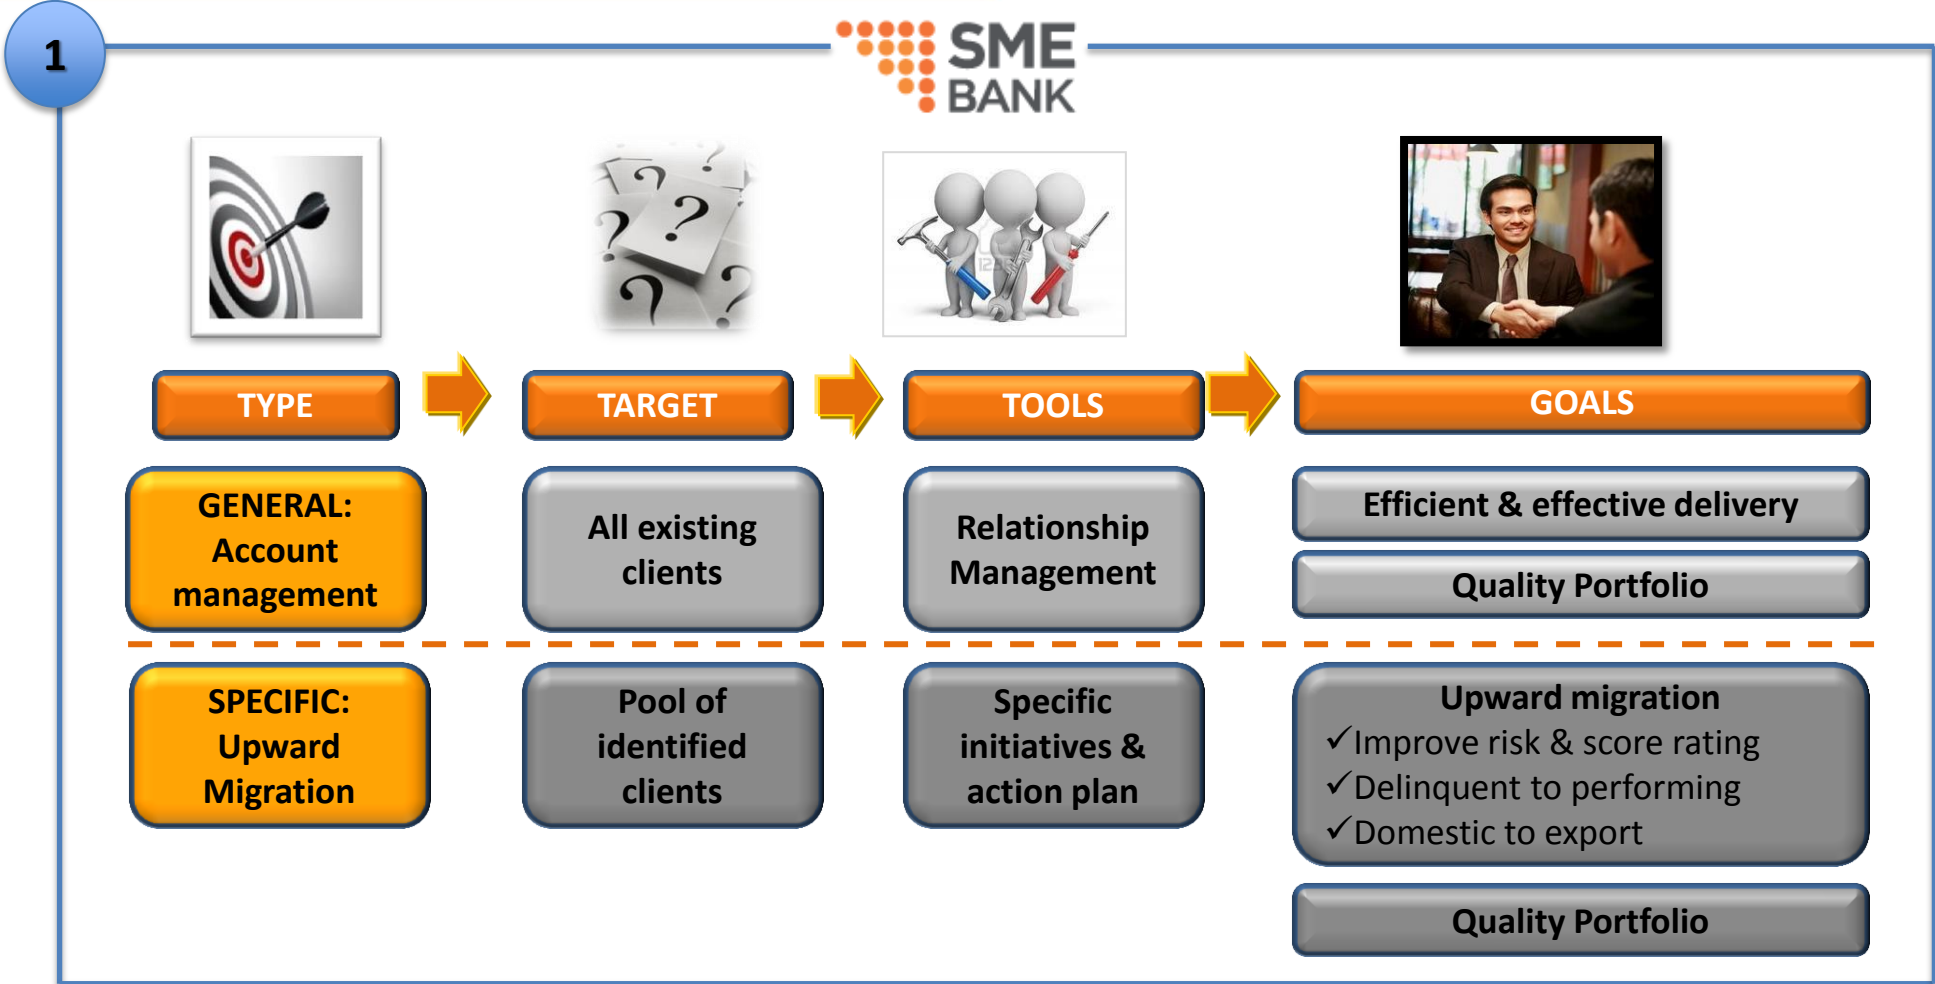 1
SME
BANK
TYPE
TARGET
TOOLS
GOALS
GENERAL:
Account
management
All existing
clients
Relationship
Management
Efficient & effective delivery
Quality Portfolio
SPECIFIC:
Upward
Migration
Pool of
identified
clients
Specific
initiatives &
action plan
Upward migration
✓Improve risk & score rating
✓Delinquent to performing
✓Domestic to export
Quality Portfolio